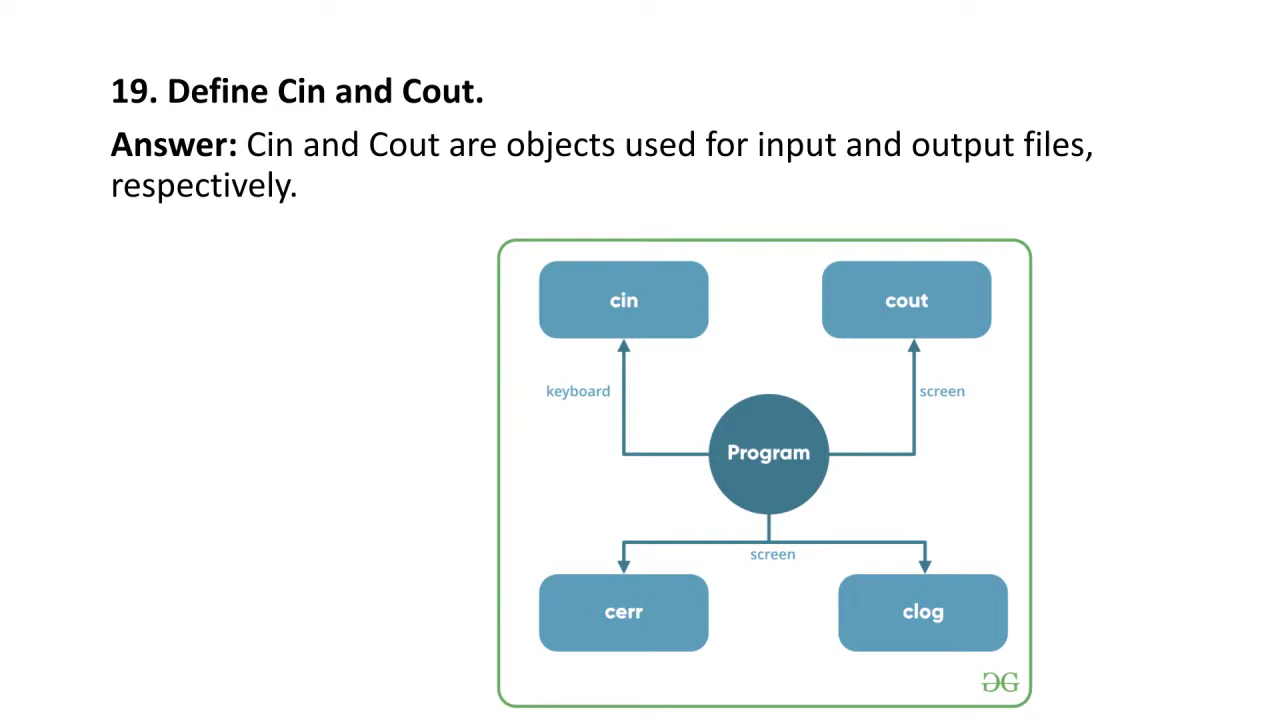 19. Define Cin and Cout.
Answer: Cin and Cout are objects used for input and output files,
respectively.
cin
cout
keyboard
screen
Program
screen
cerr
clog